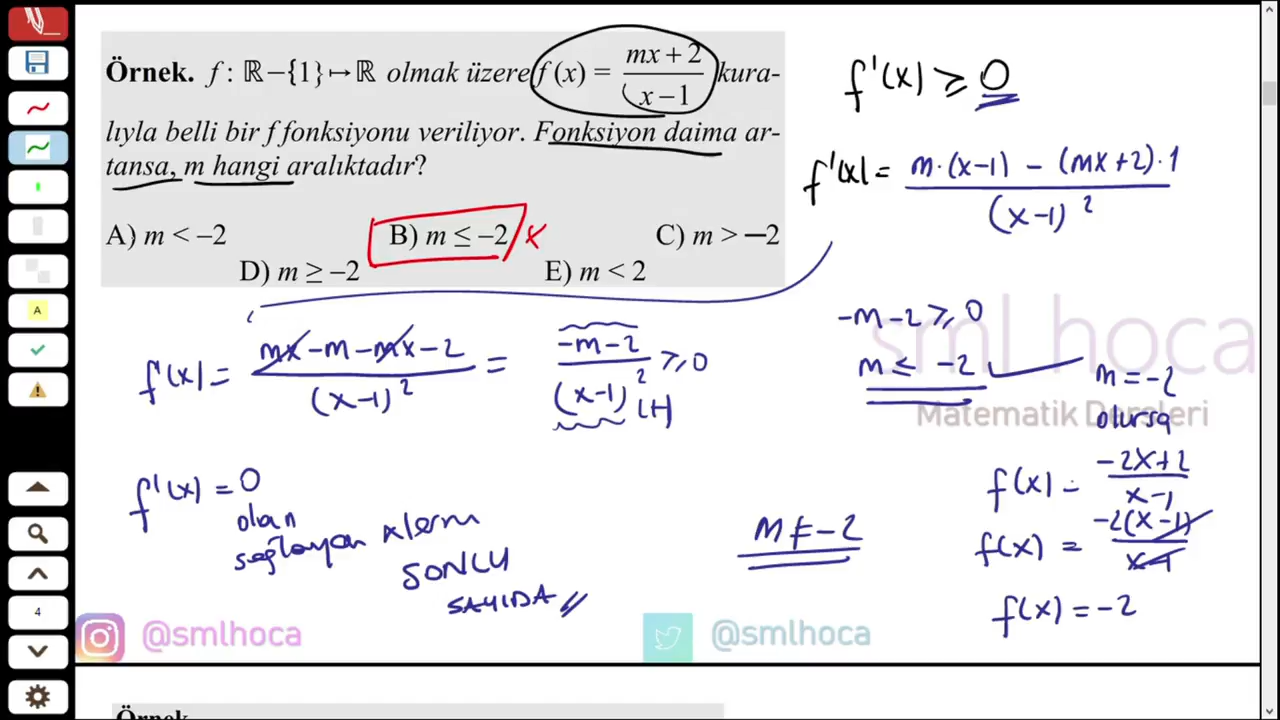 Örnek. f : ℝ−{1}↦ℝ olmak üzere f(x) = (mx+2)/(x−1) kura-
lıyla belli bir f fonksiyonu veriliyor. Fonksiyon daima ar-
tansa, m hangi aralıktadır?
A) m < −2 B) m ≤ −2 C) m > −2
D) m ≥ −2 E) m < 2
x
f'(x) ≥ 0
f'(x) = (m·(x−1) − (mx+2)·1)/(x−1)²
f'(x) = (mx−m−mx−2)/(x−1)² = (−m−2)/(x−1)² ≥ 0
(+)
−m−2 ≥ 0
m ≤ −2
sml hoca
Matematik Dersleri
m = −2
olursa
f(x) = (−2x+2)/(x−1)
f(x) = −2(x−1)/(x−1)
f(x) = −2
f'(x) = 0
olan
sağlayan xlerin
SONLU
SAYIDA
m ≠ −2
@smlhoca
@smlhoca
Örnek
A
4